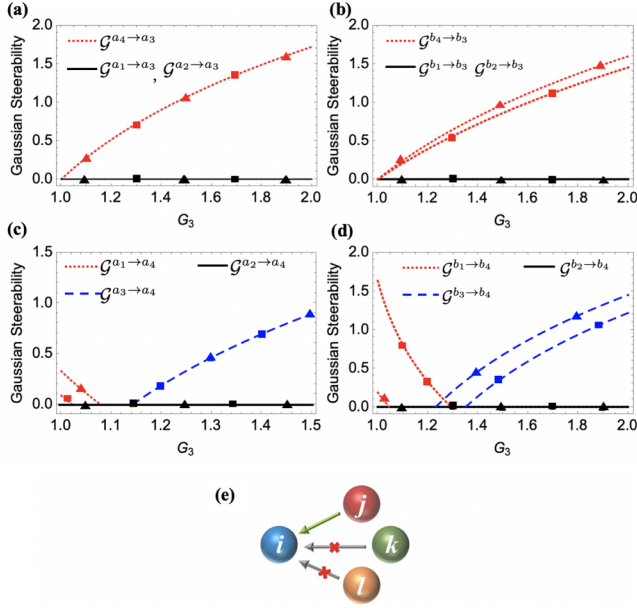 (a)
𝒢^{a₄→a₃}
𝒢^{a₁→a₃}, 𝒢^{a₂→a₃}
Gaussian Steerability
2.0
1.5
1.0
0.5
0.0
1.0 1.2 1.4 1.6 1.8 2.0
G₃
(b)
𝒢^{b₄→b₃}
𝒢^{b₁→b₃} 𝒢^{b₂→b₃}
Gaussian Steerability
2.0
1.5
1.0
0.5
0.0
1.0 1.2 1.4 1.6 1.8 2.0
G₃
(c)
𝒢^{a₁→a₄} 𝒢^{a₂→a₄}
𝒢^{a₃→a₄}
Gaussian Steerability
1.5
1.0
0.5
0.0
1.0 1.1 1.2 1.3 1.4 1.5
G₃
(d)
𝒢^{b₁→b₄} 𝒢^{b₂→b₄}
𝒢^{b₃→b₄}
Gaussian Steerability
2.0
1.5
1.0
0.5
0.0
1.0 1.2 1.4 1.6 1.8 2.0
G₃
(e)
j
i
k
l